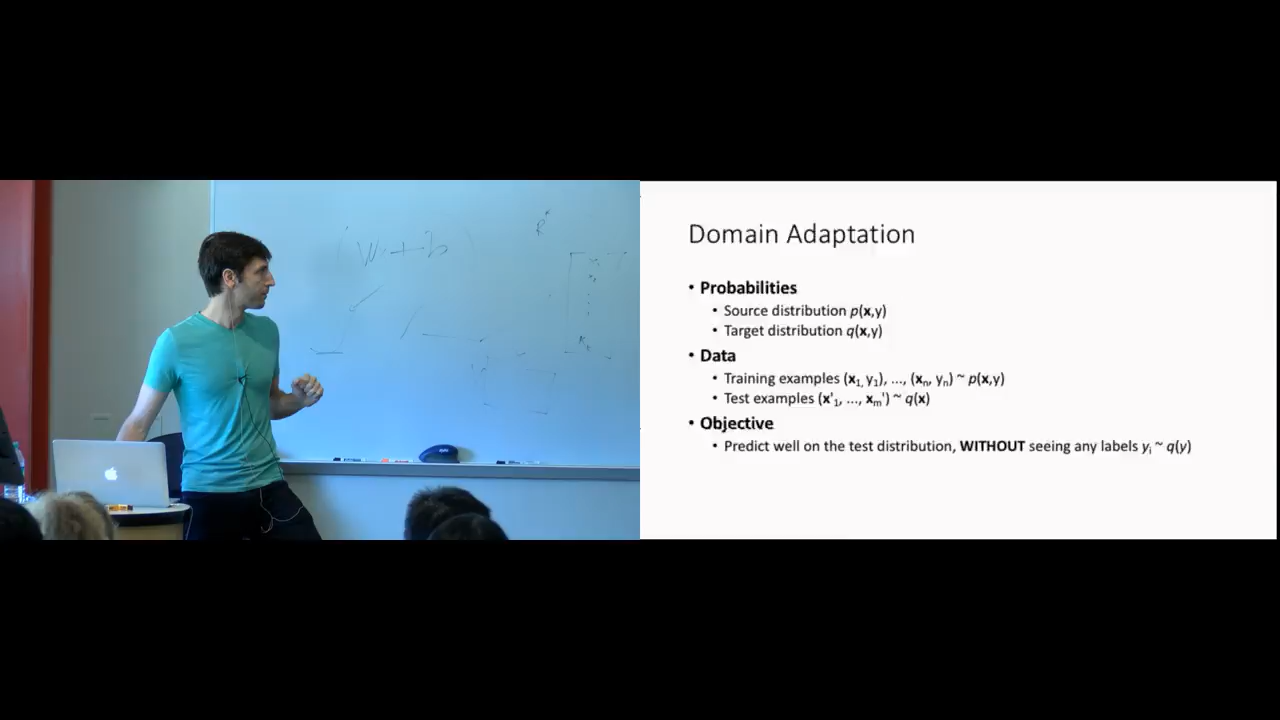 (W + b)
Domain Adaptation
• Probabilities
• Source distribution p(x,y)
• Target distribution q(x,y)
• Data
• Training examples (x1, y1), ..., (xn, yn) ~ p(x,y)
• Test examples (x'1, ..., xm') ~ q(x)
• Objective
• Predict well on the test distribution, WITHOUT seeing any labels yi ~ q(y)